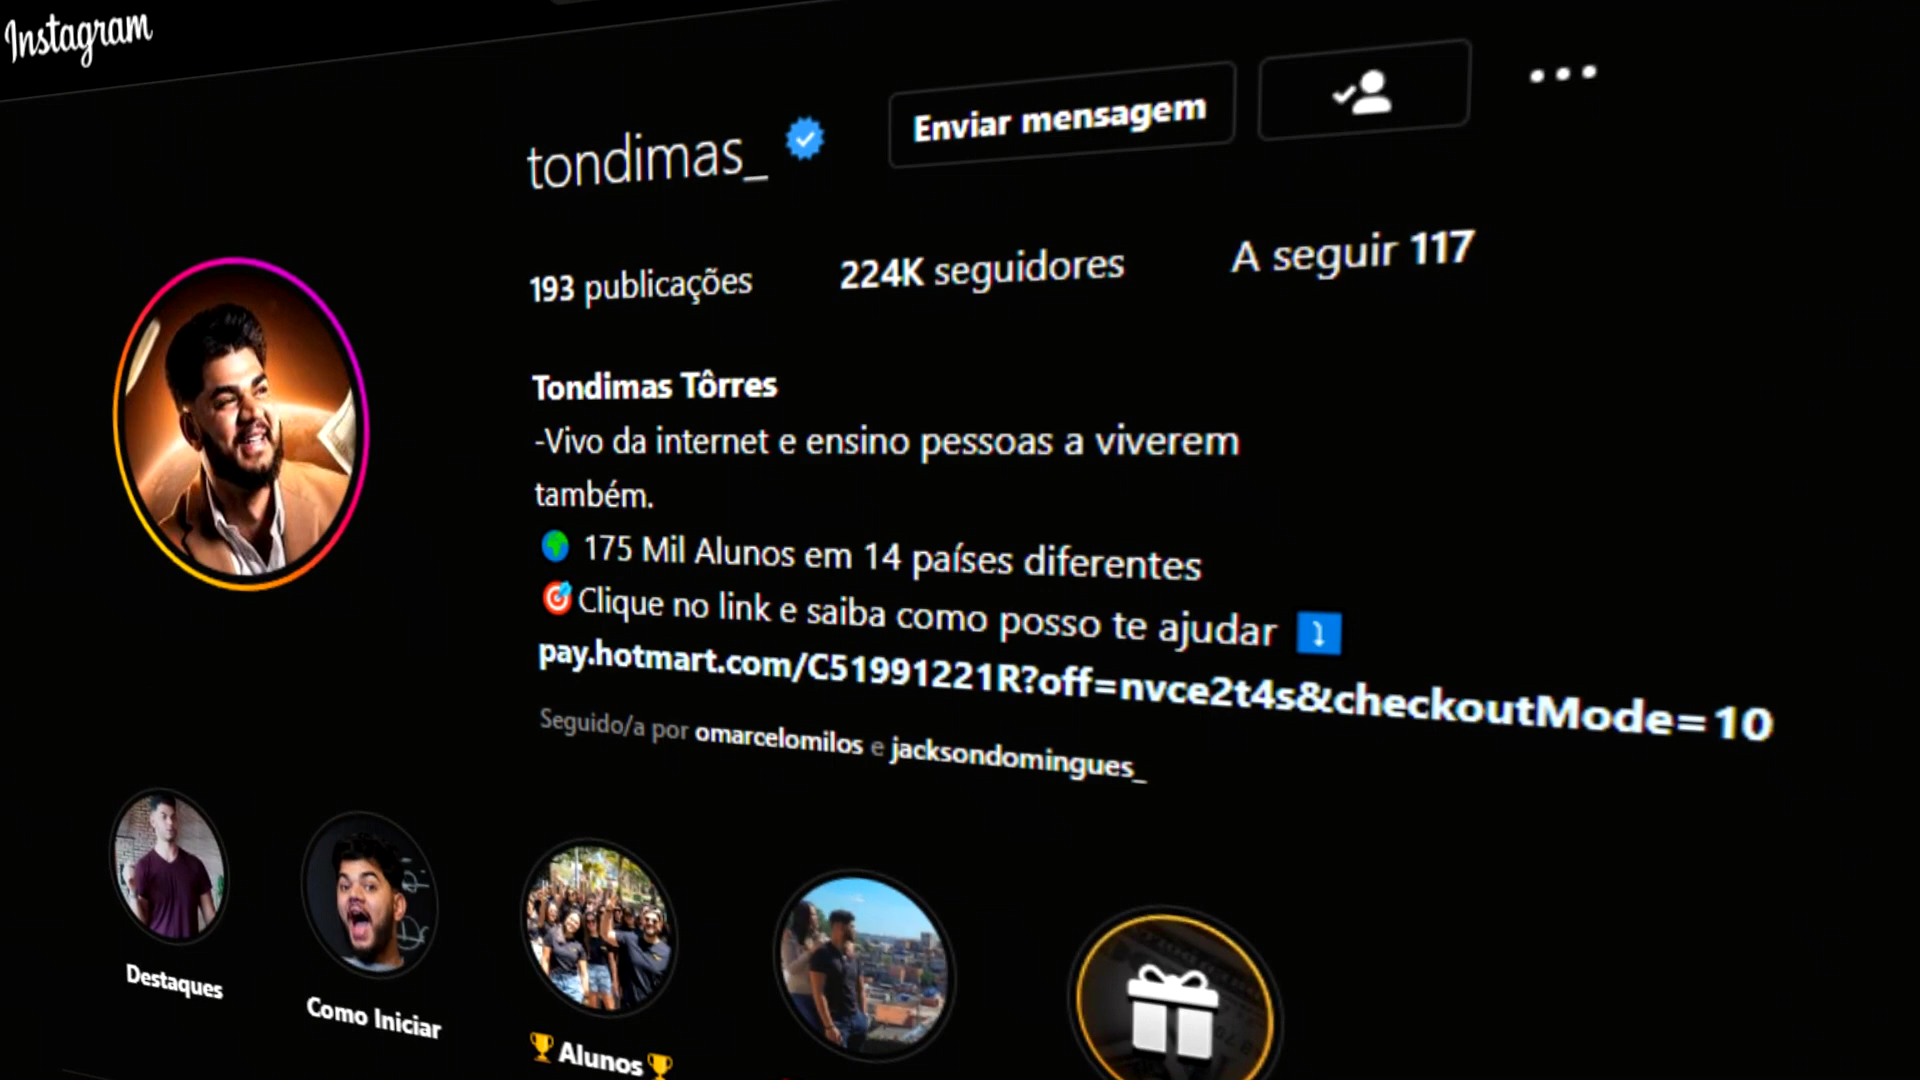 Instagram
tondimas_
Enviar mensagem
193 publicações
224K seguidores
A seguir 117
Tondimas Tôrres
-Vivo da internet e ensino pessoas a viverem
também.
🌍 175 Mil Alunos em 14 países diferentes
🎯Clique no link e saiba como posso te ajudar ⤵️
pay.hotmart.com/C51991221R?off=nvce2t4s&checkoutMode=10
Seguido/a por omarcelomilos e jacksondomingues_
Destaques
Como Iniciar
🏆Alunos🏆